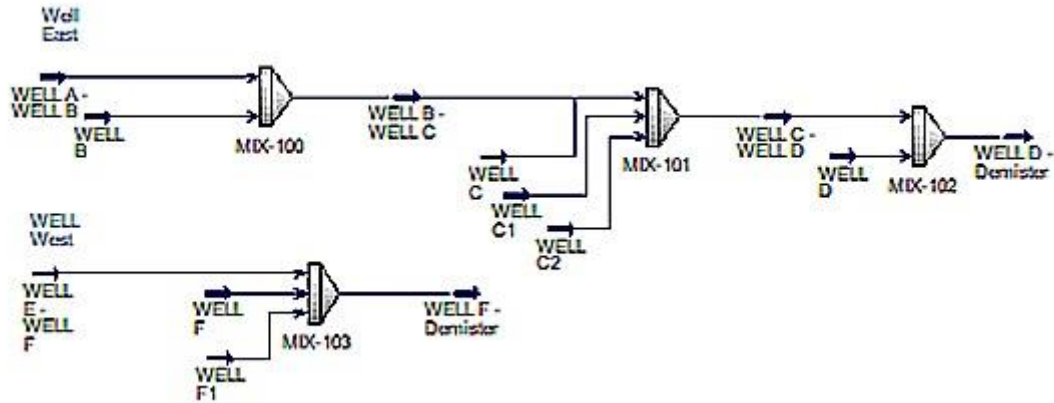 Well
East
WELL A -
WELL B
WELL
B
MIX-100
WELL B -
WELL C
WELL
C
WELL
C1
WELL
C2
MIX-101
WELL C -
WELL D
WELL
D
MIX-102
WELL D -
Demister
WELL
West
WELL
E -
WELL
F
WELL
F
WELL
F1
MIX-103
WELL F -
Demister